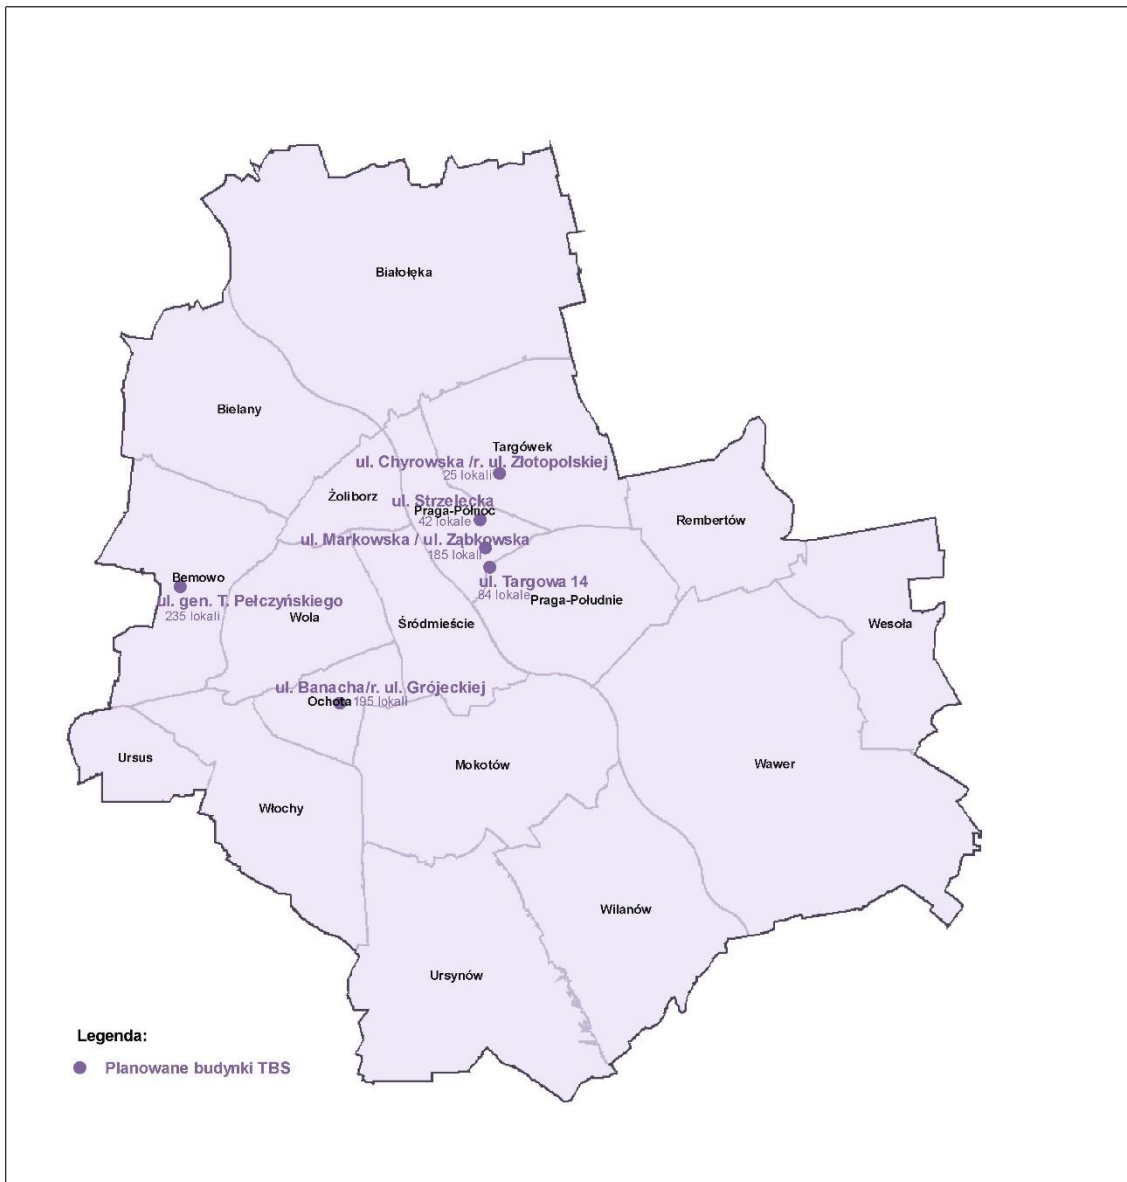 Białołęka
Bielany
Targówek
ul. Chyrowska /r. ul. Złotopolskiej
25 lokali
Żoliborz
ul. Strzelecka
Praga-Północ
42 lokale
Rembertów
ul. Markowska / ul. Ząbkowska
185 lokali
Bemowo
ul. Targowa 14
84 lokale
ul. gen. T. Pełczyńskiego
Praga-Południe
235 lokali
Wola
Śródmieście
Wesoła
ul. Banacha/r. ul. Grójeckiej
Ochota
195 lokali
Ursus
Mokotów
Wawer
Włochy
Wilanów
Ursynów
Legenda:
Planowane budynki TBS